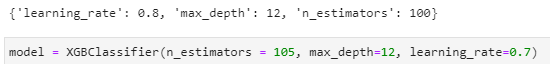 {'learning_rate': 0.8, 'max_depth': 12, 'n_estimators': 100}
model = XGBClassifier(n_estimators = 105, max_depth=12, learning_rate=0.7)